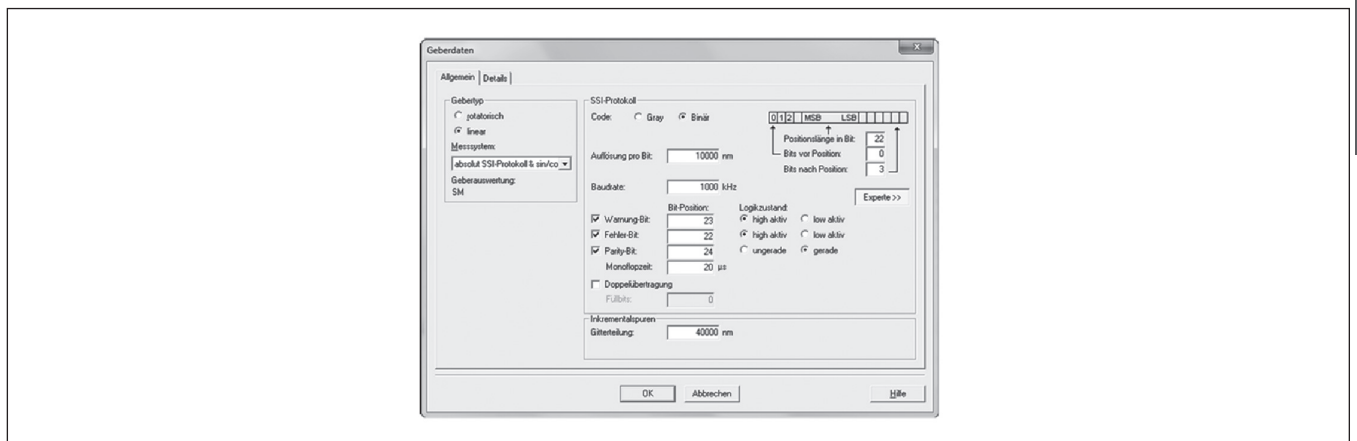 Geberdaten
Allgemein
Details
Gebertyp
rotatorisch
linear
Messsystem:
absolut SSI-Protokoll & sin/co
Geberauswertung:
SM
SSI-Protokoll
Code: Gray Binär
0 1 2 MSB LSB
Positionslänge in Bit: 22
Bits vor Position: 0
Bits nach Position: 3
Auflösung pro Bit: 10000 nm
Baudrate: 1000 kHz
Experte >>
Bit-Position: Logikzustand:
Warnung-Bit: 23 high aktiv low aktiv
Fehler-Bit: 22 high aktiv low aktiv
Parity-Bit: 24 ungerade gerade
Monoflopzeit: 20 µs
Doppelübertragung
Füllbits: 0
Inkrementalspuren
Gitterteilung: 40000 nm
OK
Abbrechen
Hilfe